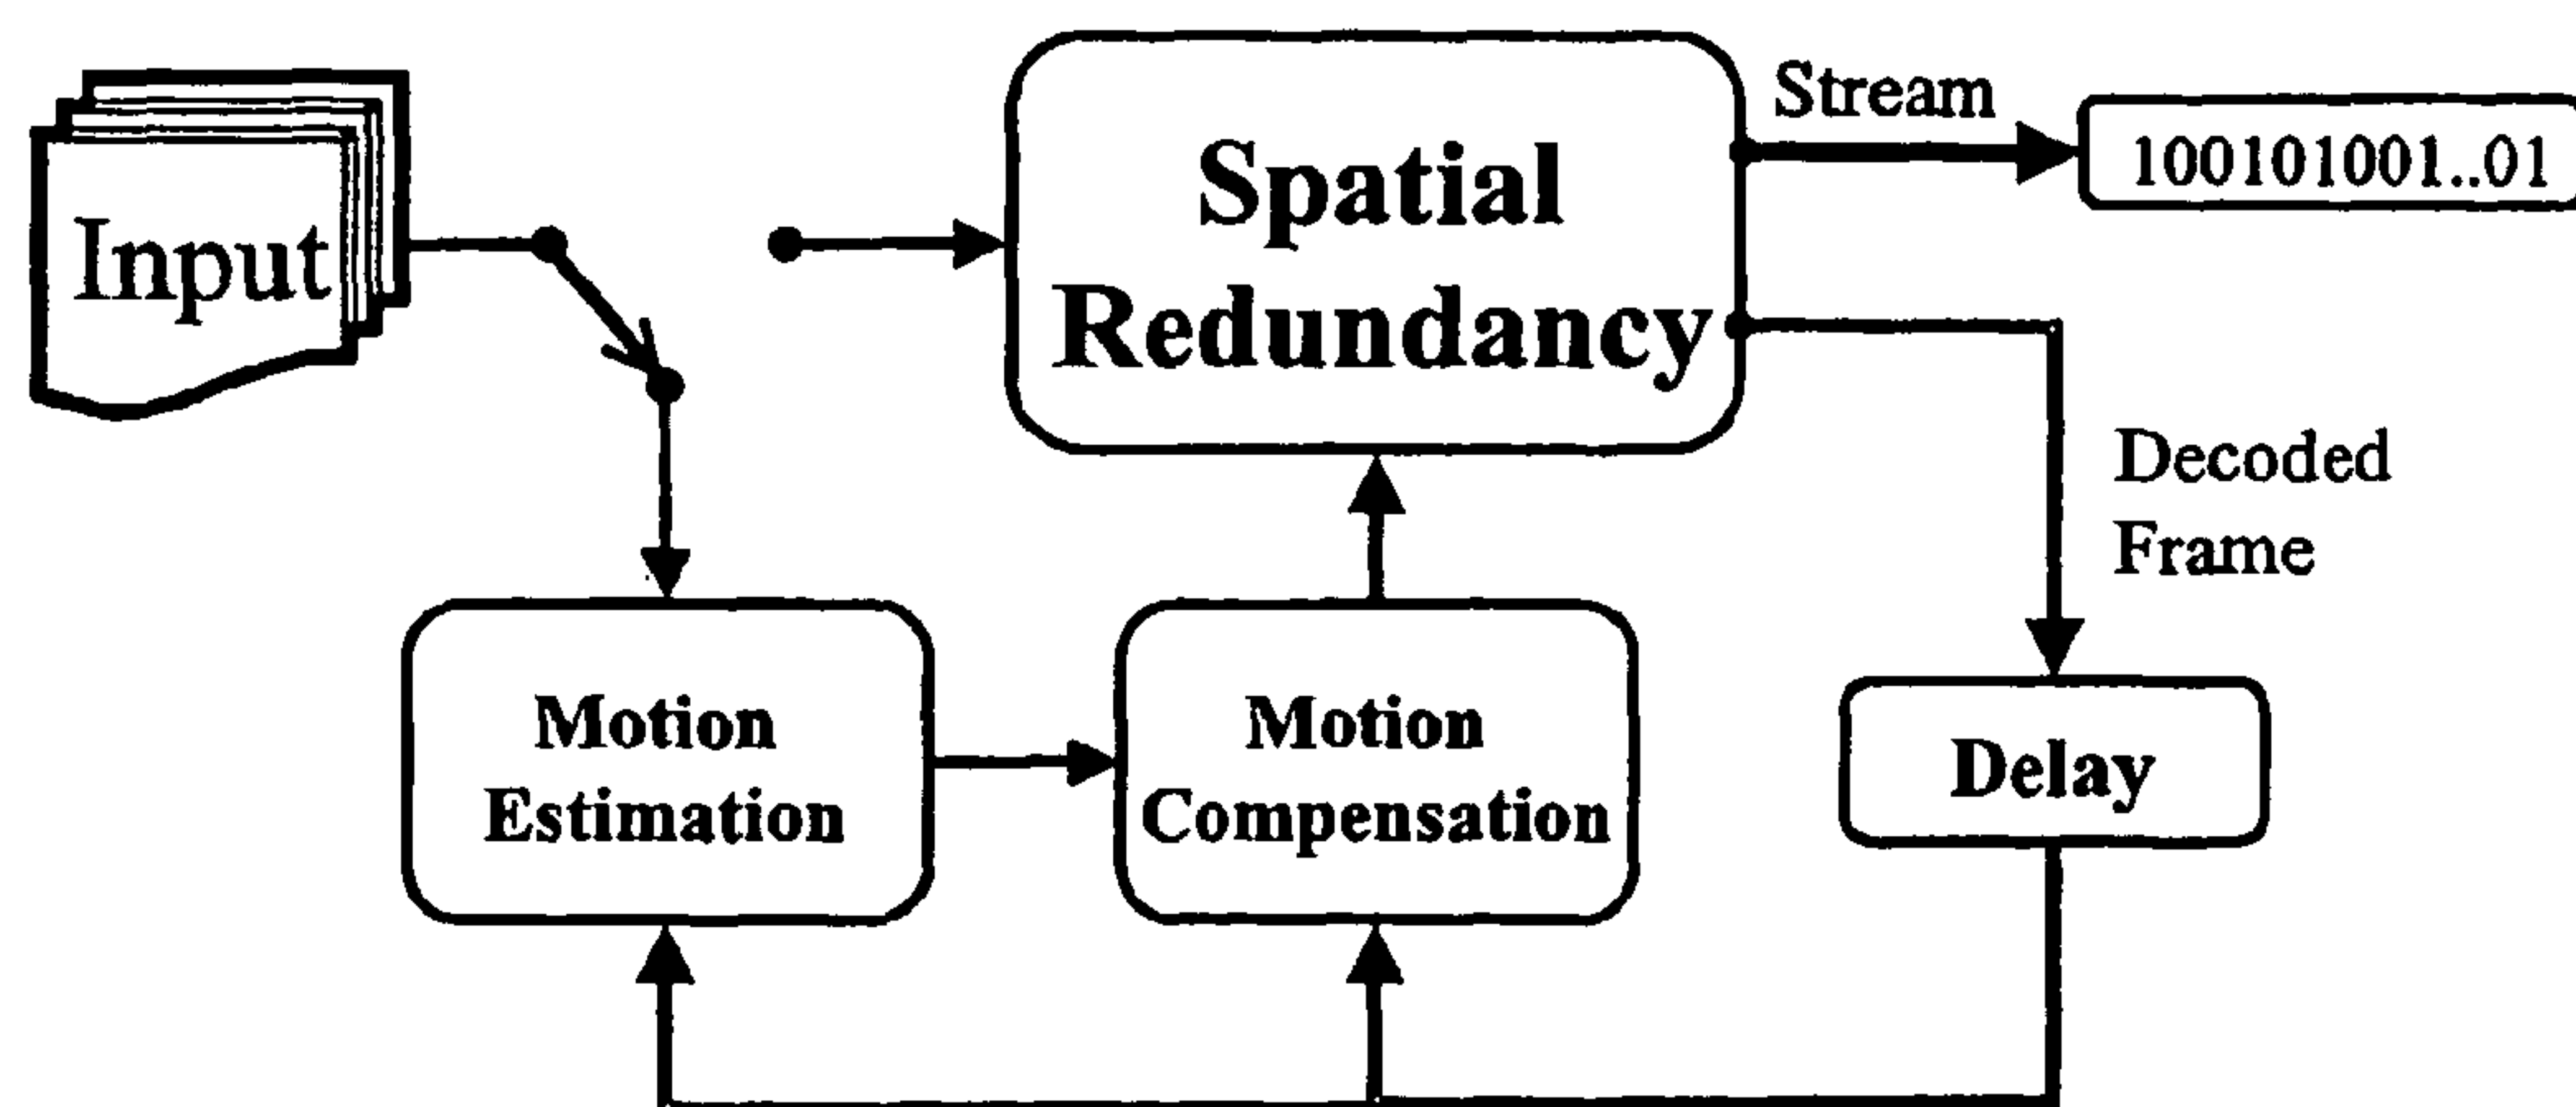 Input
Spatial
Redundancy
Stream
100101001..01
Decoded
Frame
Motion
Estimation
Motion
Compensation
Delay